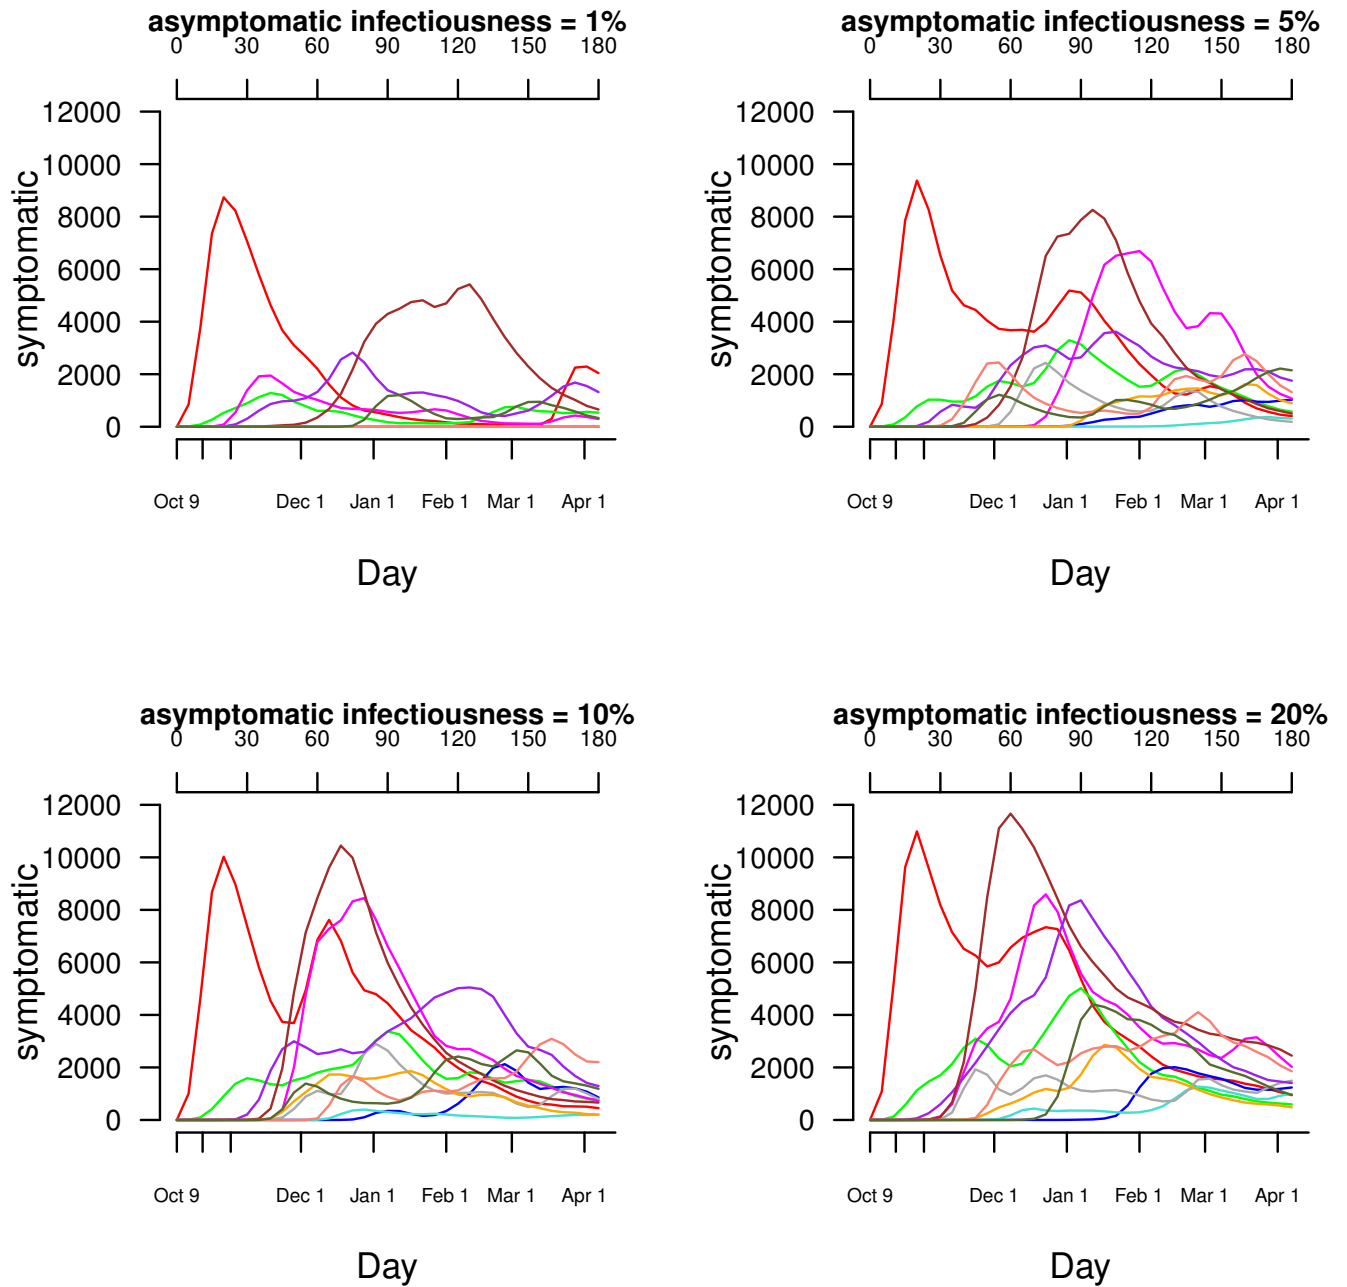 asymptomatic infectiousness = 1%
0 30 60 90 120 150 180
12000
10000
8000
6000
4000
2000
0
symptomatic
Oct 9 Dec 1 Jan 1 Feb 1 Mar 1 Apr 1
Day
asymptomatic infectiousness = 5%
0 30 60 90 120 150 180
12000
10000
8000
6000
4000
2000
0
symptomatic
Oct 9 Dec 1 Jan 1 Feb 1 Mar 1 Apr 1
Day
asymptomatic infectiousness = 10%
0 30 60 90 120 150 180
12000
10000
8000
6000
4000
2000
0
symptomatic
Oct 9 Dec 1 Jan 1 Feb 1 Mar 1 Apr 1
Day
asymptomatic infectiousness = 20%
0 30 60 90 120 150 180
12000
10000
8000
6000
4000
2000
0
symptomatic
Oct 9 Dec 1 Jan 1 Feb 1 Mar 1 Apr 1
Day